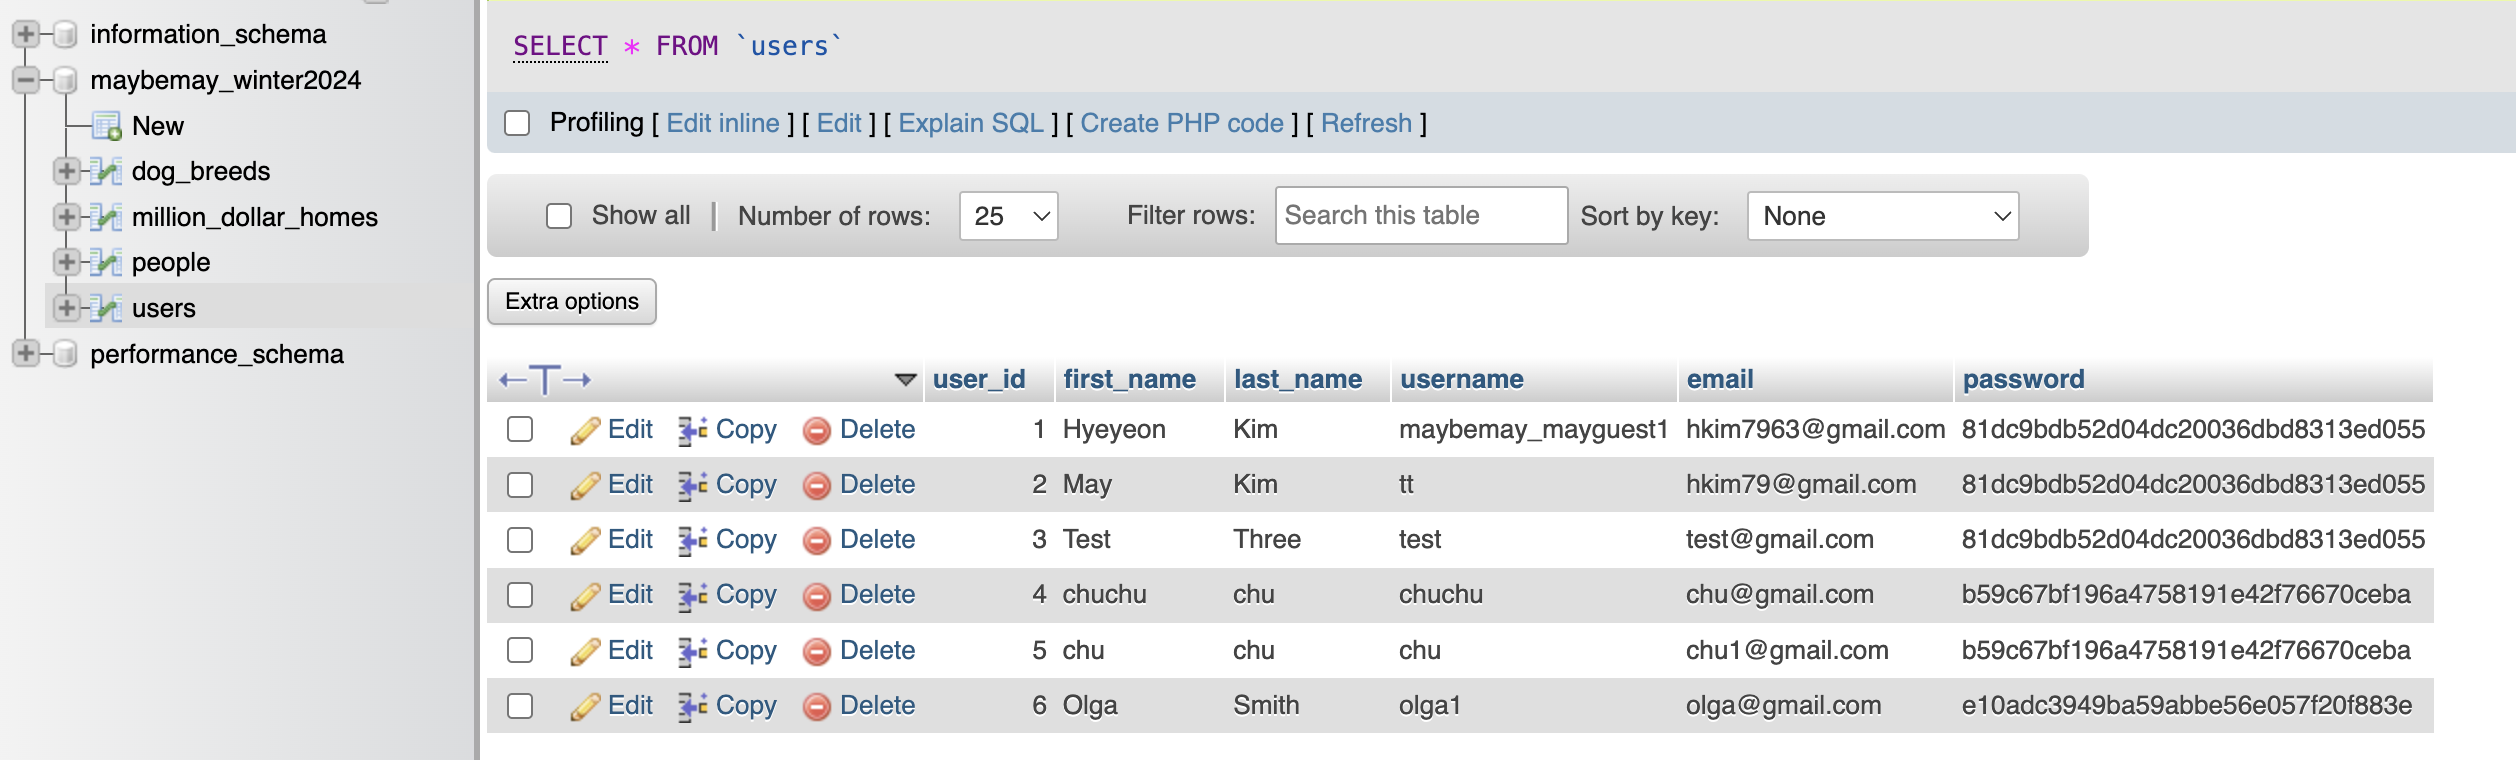 information_schema
maybemay_winter2024
New
dog_breeds
million_dollar_homes
people
users
performance_schema
SELECT * FROM `users`
Profiling [ Edit inline ] [ Edit ] [ Explain SQL ] [ Create PHP code ] [ Refresh ]
Show all | Number of rows: 25 Filter rows: Search this table Sort by key: None
Extra options
←T→ user_id first_name last_name username email password
Edit Copy Delete 1 Hyeyeon Kim maybemay_mayguest1 hkim7963@gmail.com 81dc9bdb52d04dc20036dbd8313ed055
Edit Copy Delete 2 May Kim tt hkim79@gmail.com 81dc9bdb52d04dc20036dbd8313ed055
Edit Copy Delete 3 Test Three test test@gmail.com 81dc9bdb52d04dc20036dbd8313ed055
Edit Copy Delete 4 chuchu chu chuchu chu@gmail.com b59c67bf196a4758191e42f76670ceba
Edit Copy Delete 5 chu chu chu chu1@gmail.com b59c67bf196a4758191e42f76670ceba
Edit Copy Delete 6 Olga Smith olga1 olga@gmail.com e10adc3949ba59abbe56e057f20f883e